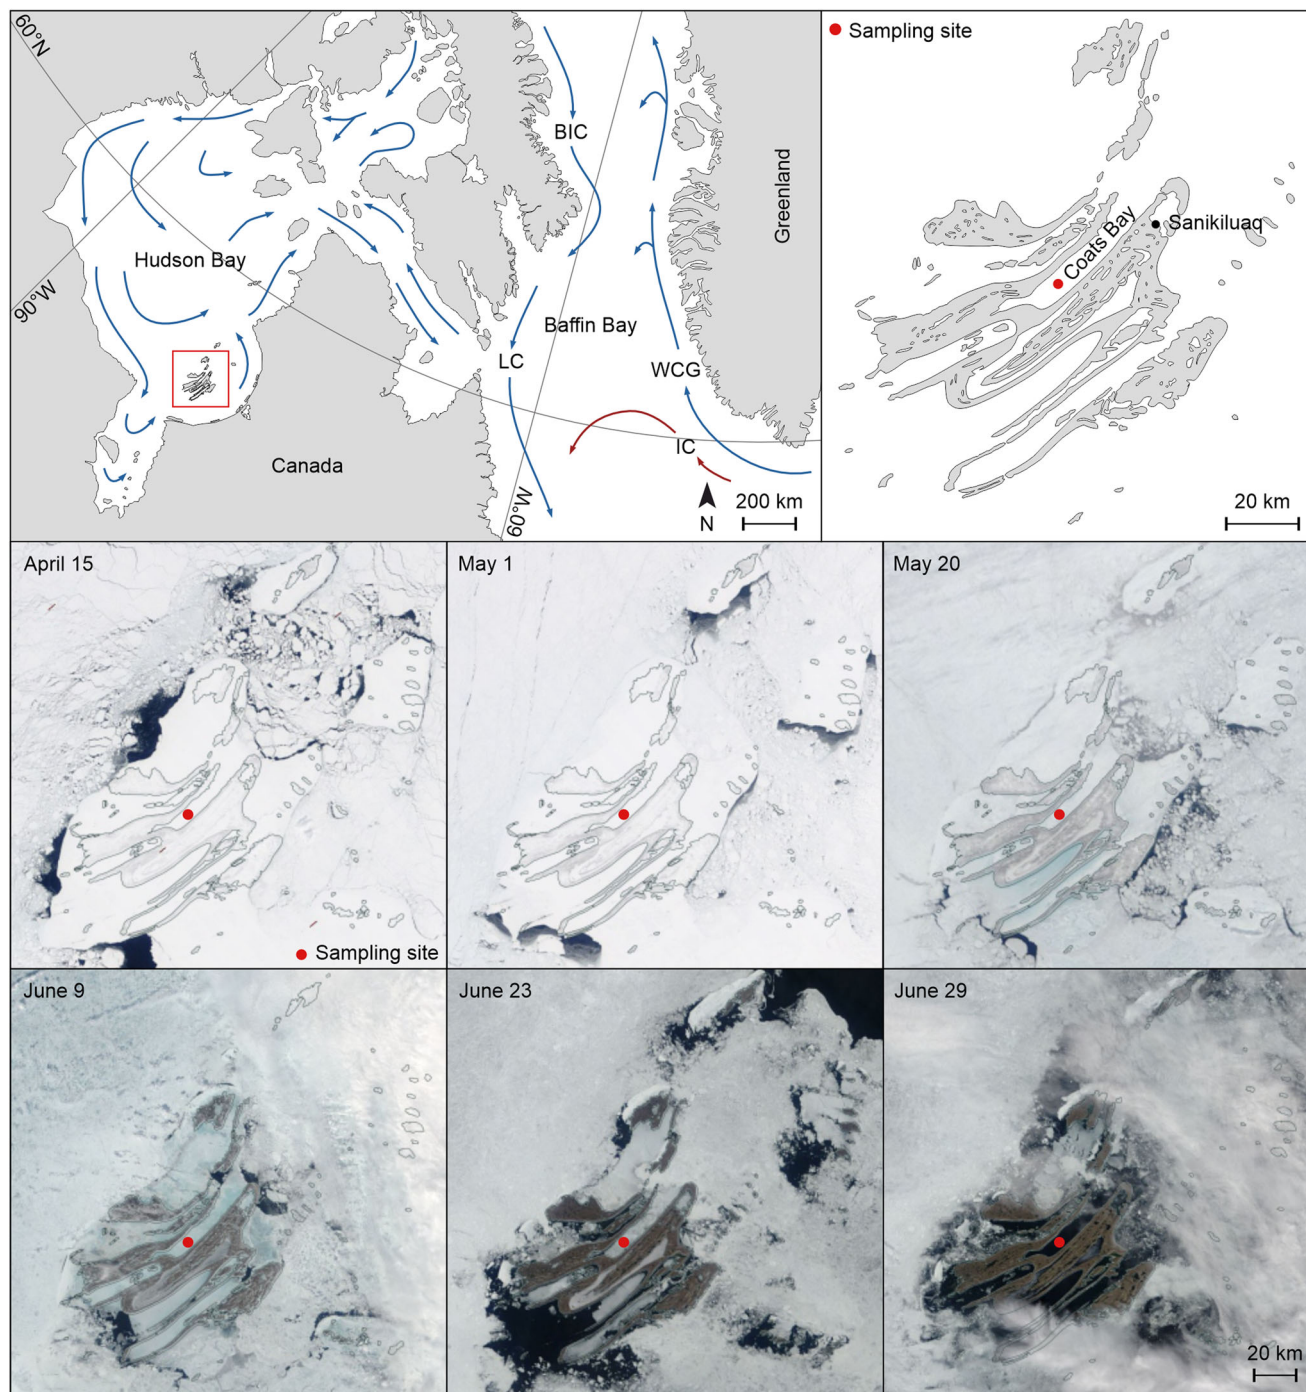 60°N
90°W
Hudson Bay
Canada
BIC
LC
Baffin Bay
WCG
IC
60°W
N
200 km
Greenland
Sampling site
Coats Bay
Sanikiluaq
20 km
April 15
Sampling site
May 1
May 20
June 9
June 23
June 29
20 km